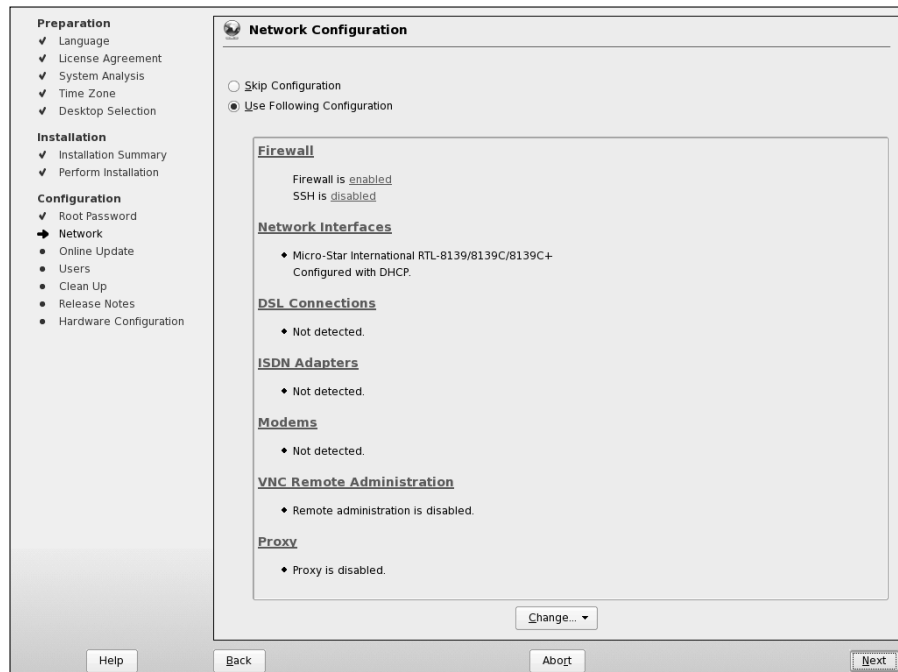 Preparation
Language
License Agreement
System Analysis
Time Zone
Desktop Selection
Installation
Installation Summary
Perform Installation
Configuration
Root Password
Network
Online Update
Users
Clean Up
Release Notes
Hardware Configuration
Network Configuration
Skip Configuration
Use Following Configuration
Firewall
Firewall is enabled
SSH is disabled
Network Interfaces
Micro-Star International RTL-8139/8139C/8139C+
Configured with DHCP.
DSL Connections
Not detected.
ISDN Adapters
Not detected.
Modems
Not detected.
VNC Remote Administration
Remote administration is disabled.
Proxy
Proxy is disabled.
Change...
Help
Back
Abort
Next